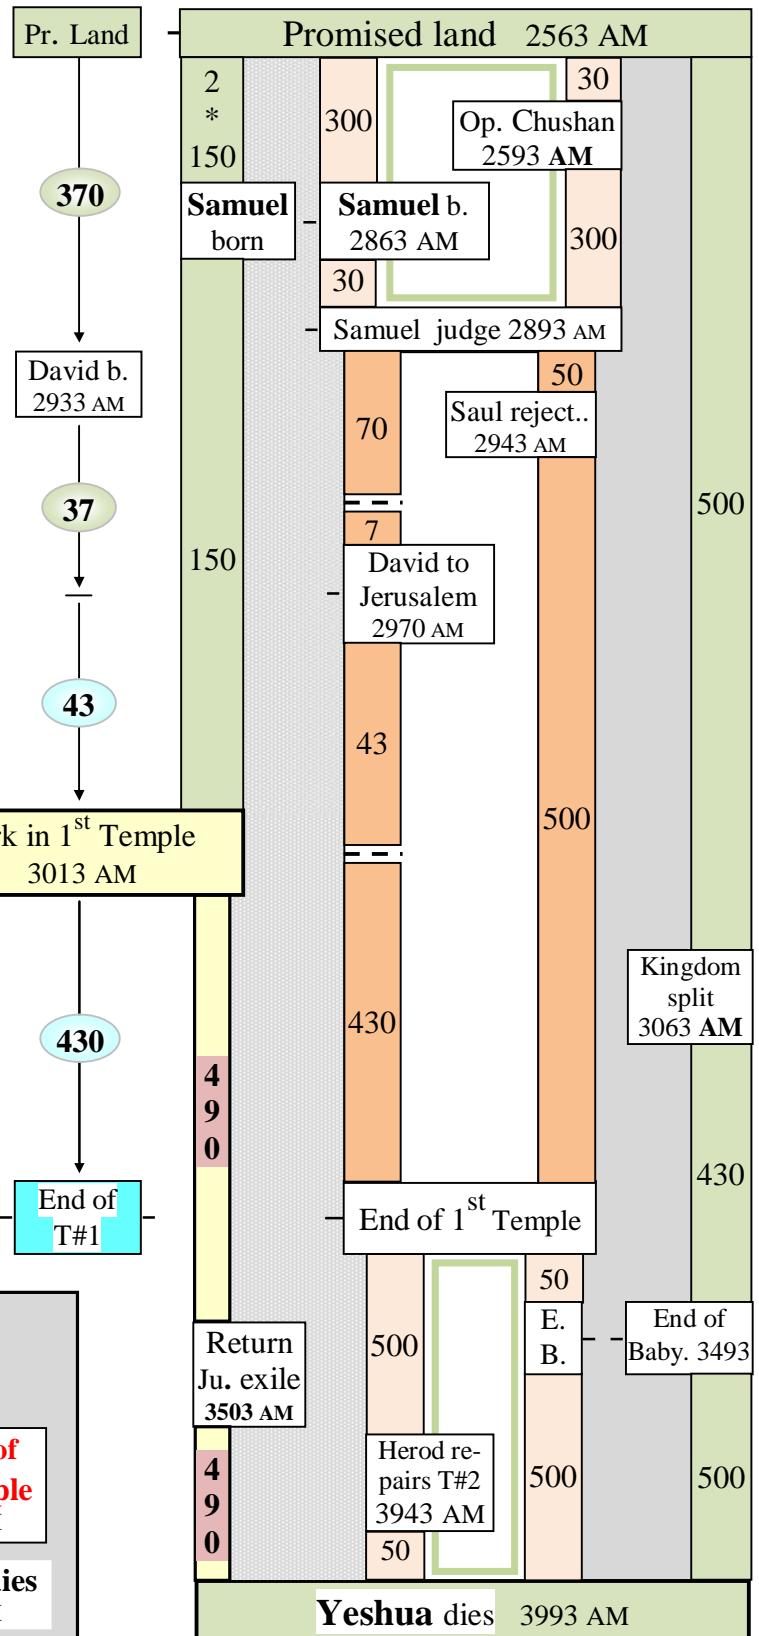 Pr. Land
Promised land 2563 AM
2
*
150
300
30
Op. Chushan
2593 AM
370
Samuel
born
Samuel b.
2863 AM
300
30
Samuel judge 2893 AM
David b.
2933 AM
50
Saul reject..
2943 AM
70
500
37
7
150
David to
Jerusalem
2970 AM
43
43
500
k in 1st Temple
3013 AM
Kingdom
split
3063 AM
430
430
4
9
0
430
End of
T#1
End of 1st Temple
50
Return
Ju. exile
3503 AM
500
E.
B.
End of
Baby. 3493
of
ple
4
9
0
Herod re-
pairs T#2
3943 AM
500
500
50
ies
Yeshua dies 3993 AM